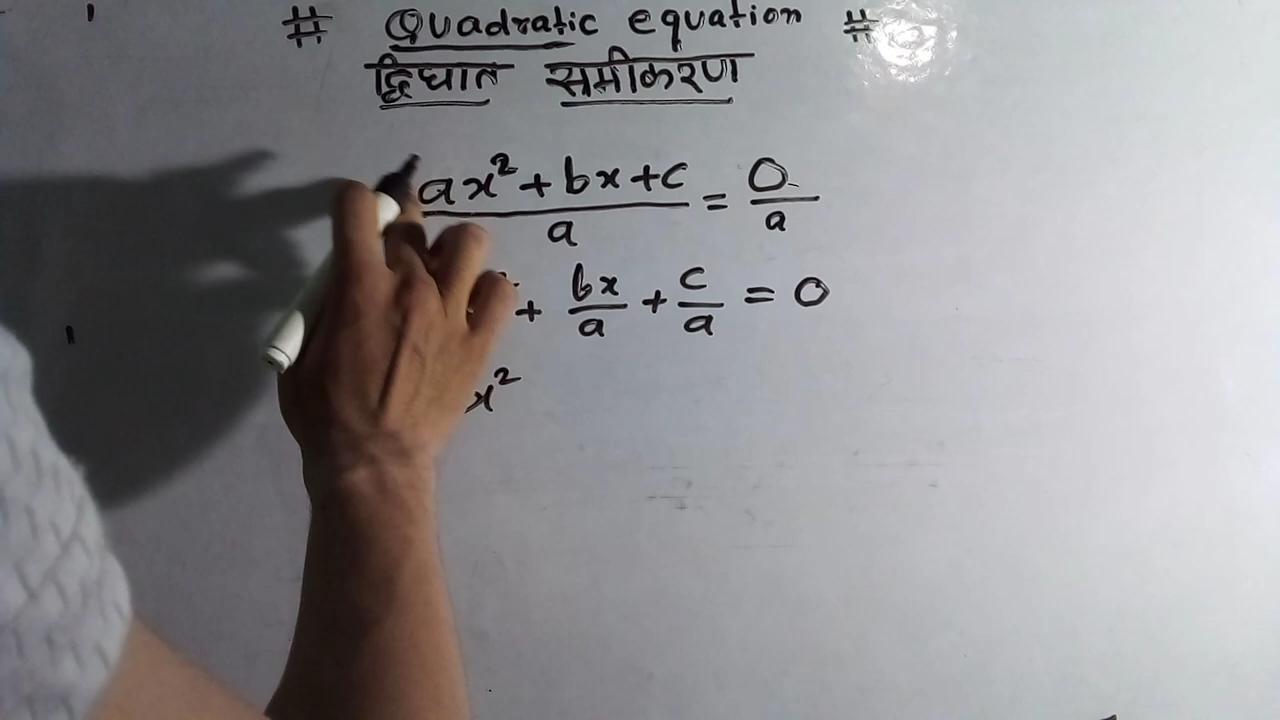 # Quadratic equation #
द्विघात समीकरण
ax² + bx + c / a = 0 / a
+ bx/a + c/a = 0
x²